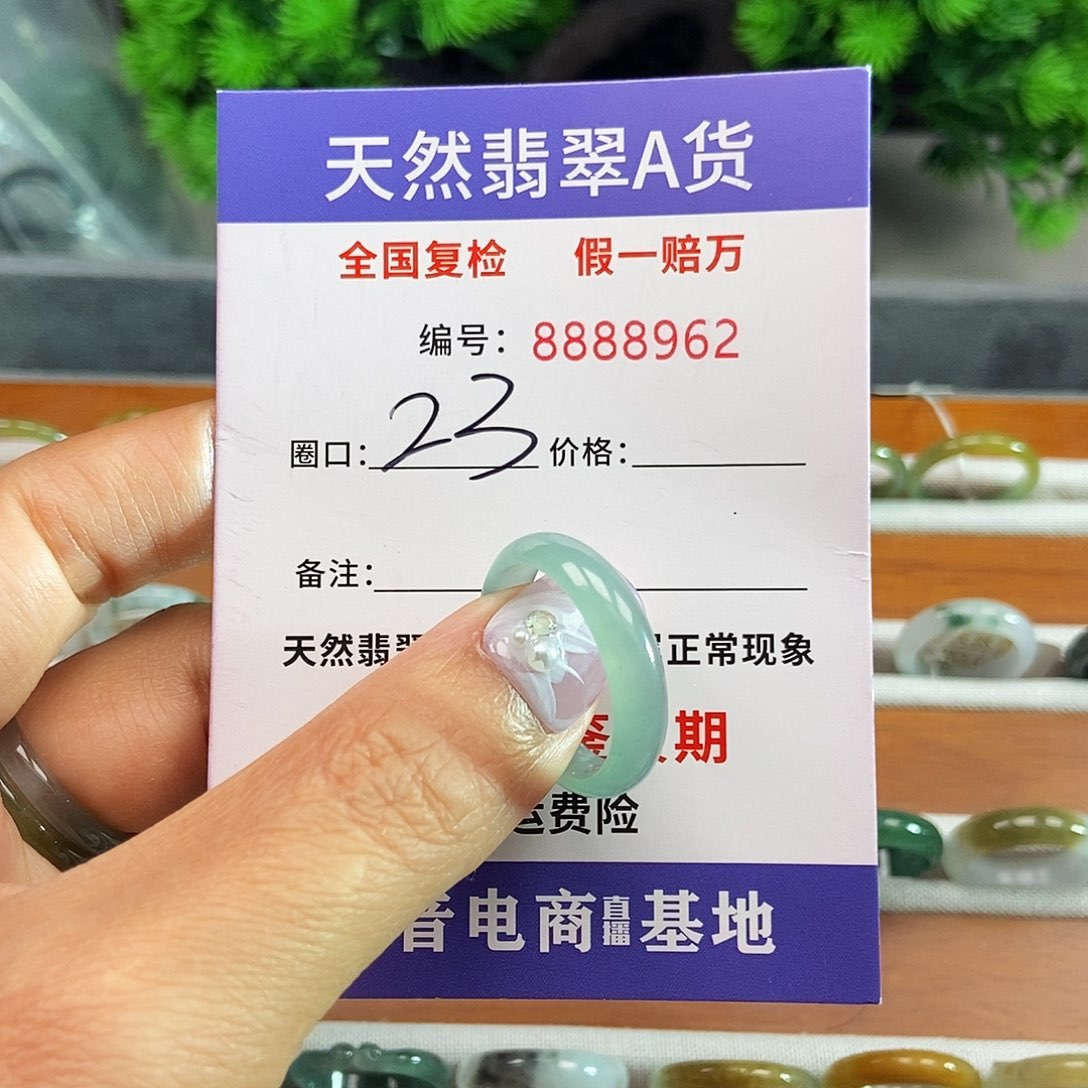 天然翡翠A货
全国复检 假一赔万
编号：8888962
圈口：23 价格：
备注：
天然翡翠 正常现象
期
运费险
音电商直播基地